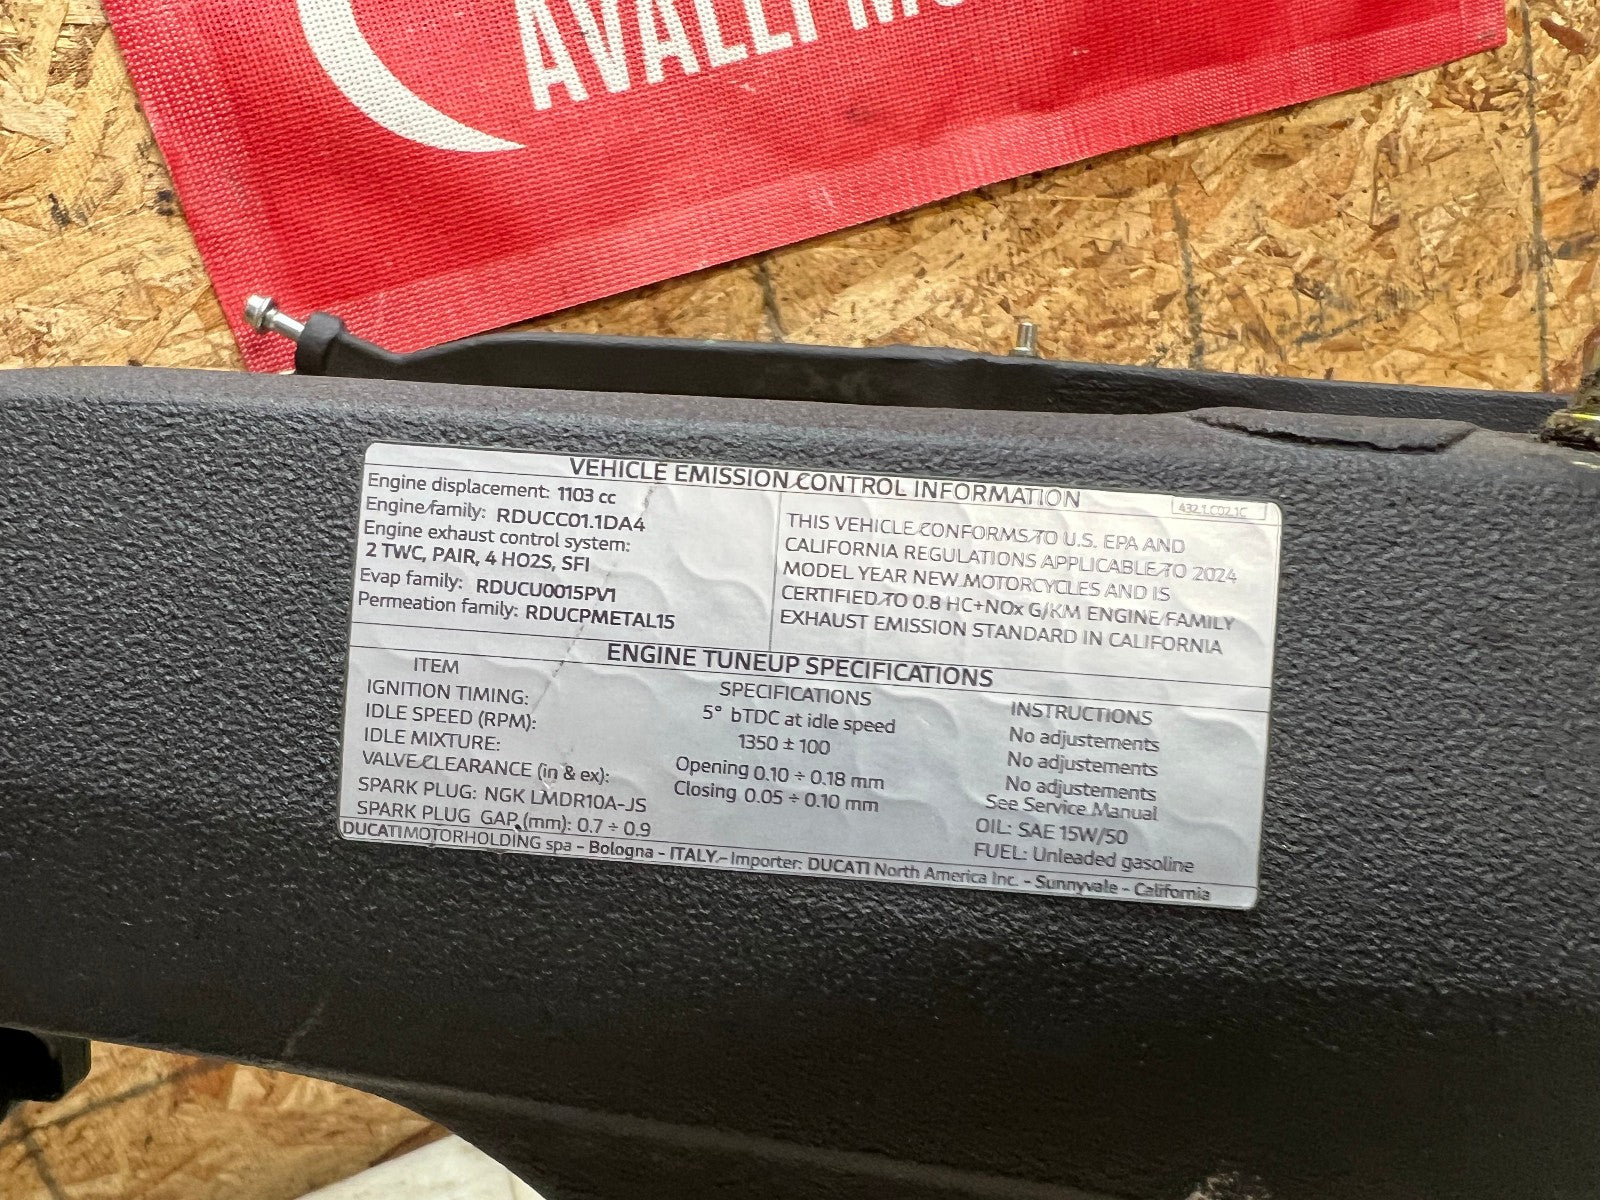 AVALLI MO
VEHICLE EMISSION CONTROL INFORMATION
432.1.C02.1C
Engine displacement: 1103 cc
Engine family: RDUCC01.1DA4
Engine exhaust control system:
2 TWC, PAIR, 4 HO2S, SFI
Evap family: RDUCU0015PV1
Permeation family: RDUCPMETAL15
THIS VEHICLE CONFORMS TO U.S. EPA AND
CALIFORNIA REGULATIONS APPLICABLE TO 2024
MODEL YEAR NEW MOTORCYCLES AND IS
CERTIFIED TO 0.8 HC+NOx G/KM ENGINE FAMILY
EXHAUST EMISSION STANDARD IN CALIFORNIA
ENGINE TUNEUP SPECIFICATIONS
ITEM SPECIFICATIONS INSTRUCTIONS
IGNITION TIMING: 5° bTDC at idle speed No adjustements
IDLE SPEED (RPM): 1350 ± 100 No adjustements
IDLE MIXTURE: No adjustements
VALVE CLEARANCE (in & ex): Opening 0.10 ÷ 0.18 mm See Service Manual
Closing 0.05 ÷ 0.10 mm
SPARK PLUG: NGK LMDR10A-JS OIL: SAE 15W/50
SPARK PLUG GAP (mm): 0.7 ÷ 0.9 FUEL: Unleaded gasoline
DUCATIMOTORHOLDING spa - Bologna - ITALY - Importer: DUCATI North America Inc. - Sunnyvale - California